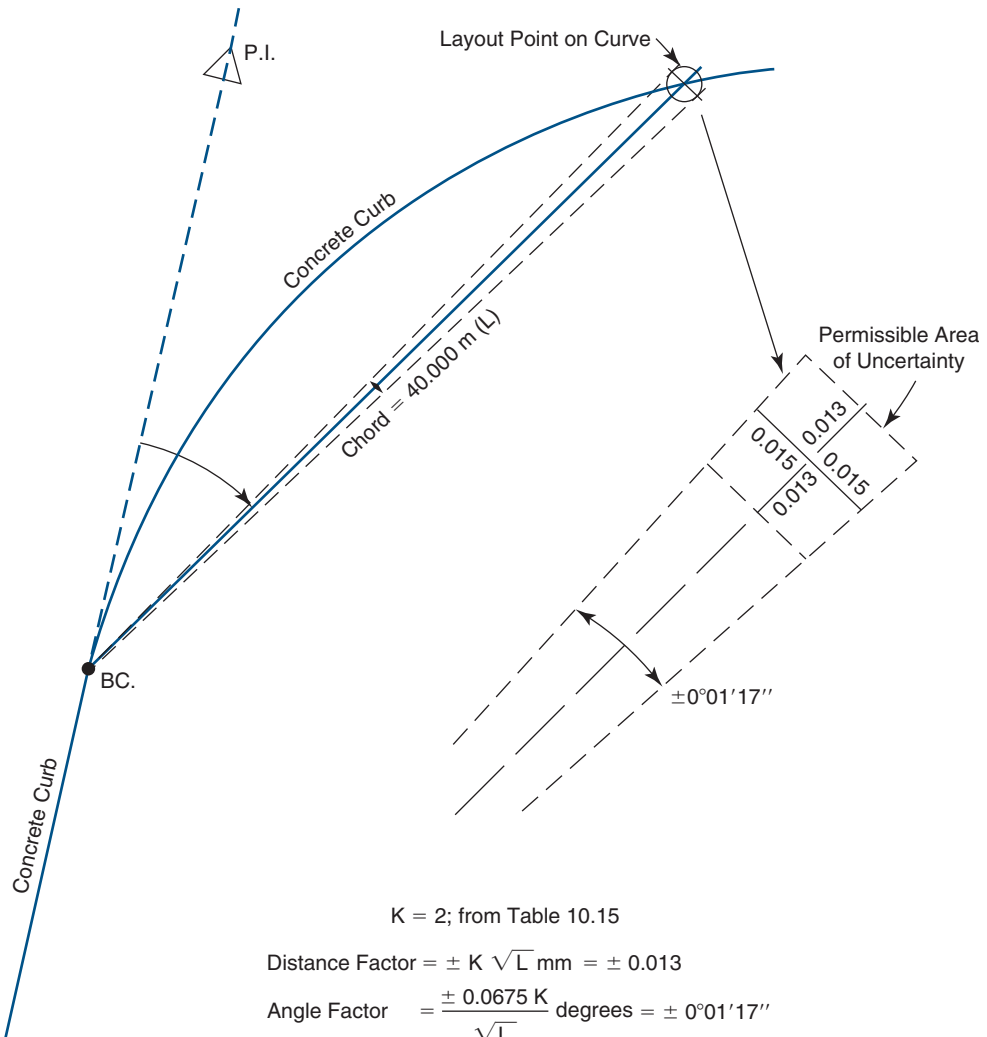 P.I.
Layout Point on Curve
Concrete Curb
Chord = 40.000 m (L)
Permissible Area
of Uncertainty
0.013
0.015
0.015
0.013
±0°01′17″
BC.
Concrete Curb
K = 2; from Table 10.15
Distance Factor = ± K √L mm = ± 0.013
Angle Factor = ± 0.0675 K / √L degrees = ± 0°01′17″